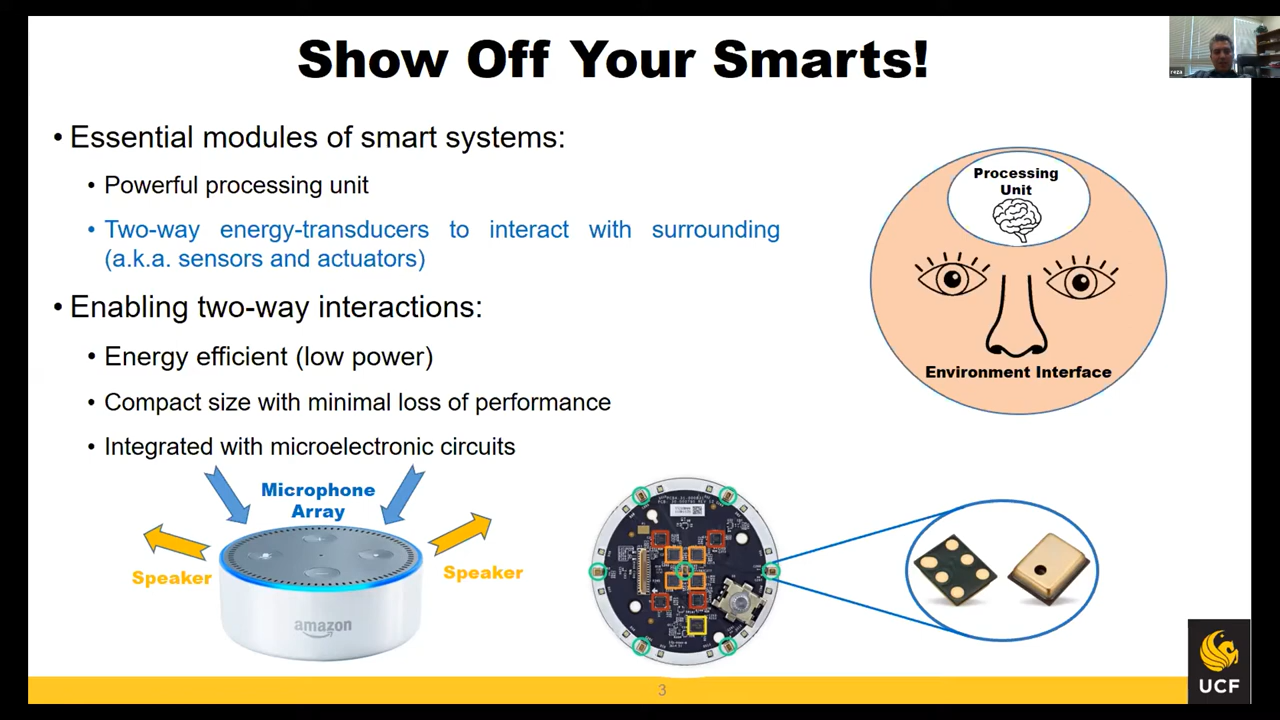 Show Off Your Smarts!
reza
• Essential modules of smart systems:
• Powerful processing unit
• Two-way energy-transducers to interact with surrounding
(a.k.a. sensors and actuators)
• Enabling two-way interactions:
• Energy efficient (low power)
• Compact size with minimal loss of performance
• Integrated with microelectronic circuits
Processing
Unit
Environment Interface
Microphone
Array
Speaker
Speaker
amazon
UCF
3